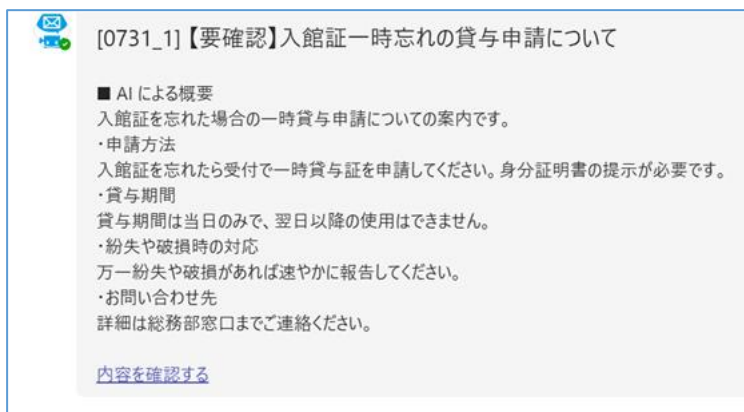 [0731_1]【要確認】入館証一時忘れの貸与申請について
■ AI による概要
入館証を忘れた場合の一時貸与申請についての案内です。
・申請方法
入館証を忘れたら受付で一時貸与証を申請してください。身分証明書の提示が必要です。
・貸与期間
貸与期間は当日のみで、翌日以降の使用はできません。
・紛失や破損時の対応
万一紛失や破損があれば速やかに報告してください。
・お問い合わせ先
詳細は総務部窓口までご連絡ください。
内容を確認する